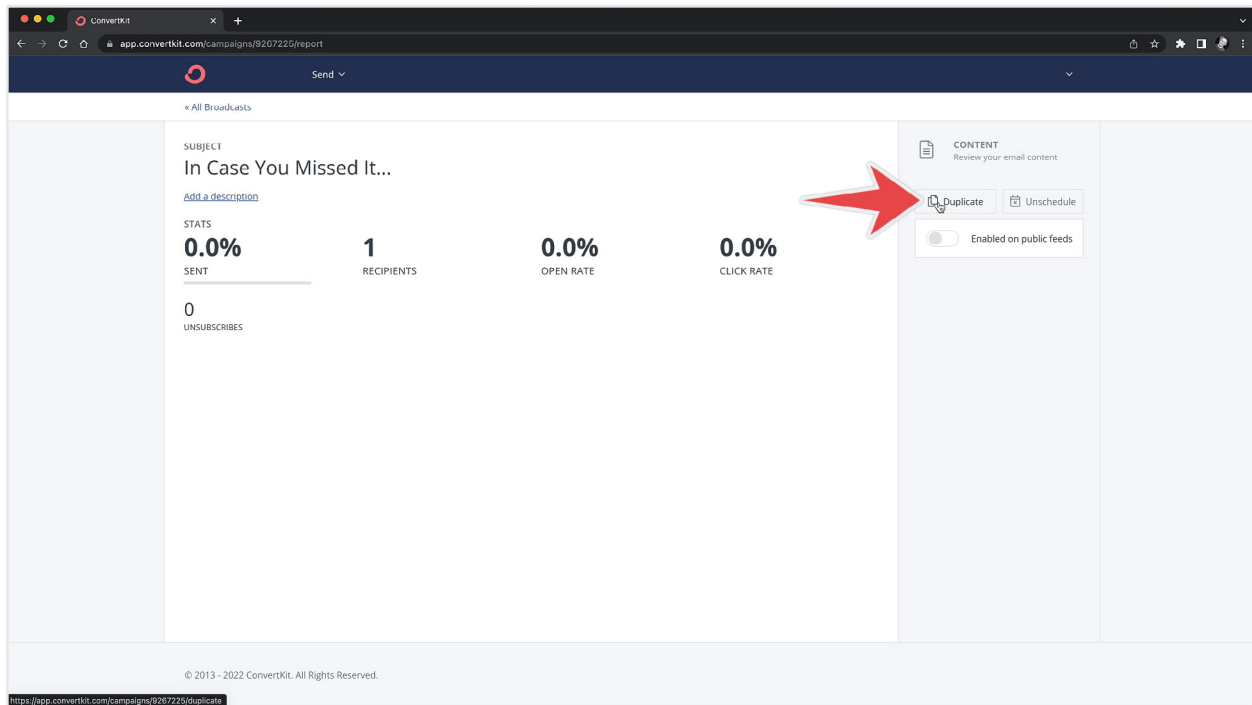 ConvertKit
app.convertkit.com/campaigns/9267225/report
Send
« All Broadcasts
SUBJECT
In Case You Missed It...
Add a description
STATS
0.0%
SENT
1
RECIPIENTS
0.0%
OPEN RATE
0.0%
CLICK RATE
0
UNSUBSCRIBES
CONTENT
Review your email content
Duplicate
Unschedule
Enabled on public feeds
© 2013 - 2022 ConvertKit. All Rights Reserved.
https://app.convertkit.com/campaigns/9267225/duplicate